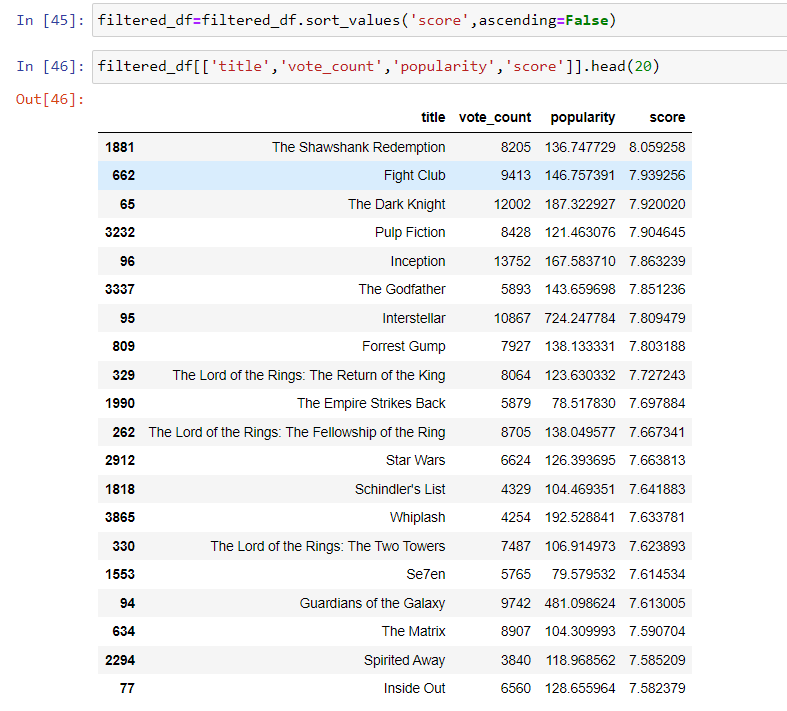 In [45]: filtered_df=filtered_df.sort_values('score',ascending=False)
In [46]: filtered_df[['title','vote_count','popularity','score']].head(20)
Out[46]:
title vote_count popularity score
1881 The Shawshank Redemption 8205 136.747729 8.059258
662 Fight Club 9413 146.757391 7.939256
65 The Dark Knight 12002 187.322927 7.920020
3232 Pulp Fiction 8428 121.463076 7.904645
96 Inception 13752 167.583710 7.863239
3337 The Godfather 5893 143.659698 7.851236
95 Interstellar 10867 724.247784 7.809479
809 Forrest Gump 7927 138.133331 7.803188
329 The Lord of the Rings: The Return of the King 8064 123.630332 7.727243
1990 The Empire Strikes Back 5879 78.517830 7.697884
262 The Lord of the Rings: The Fellowship of the Ring 8705 138.049577 7.667341
2912 Star Wars 6624 126.393695 7.663813
1818 Schindler's List 4329 104.469351 7.641883
3865 Whiplash 4254 192.528841 7.633781
330 The Lord of the Rings: The Two Towers 7487 106.914973 7.623893
1553 Se7en 5765 79.579532 7.614534
94 Guardians of the Galaxy 9742 481.098624 7.613005
634 The Matrix 8907 104.309993 7.590704
2294 Spirited Away 3840 118.968562 7.585209
77 Inside Out 6560 128.655964 7.582379